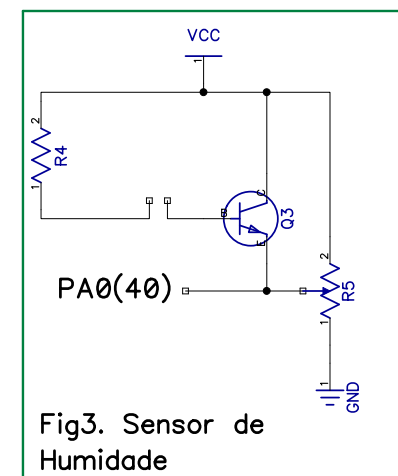 VCC
1
2
R4
1
B
C
Q3
E
PA0(40)
2
R5
1
1
GND
Fig3. Sensor de
Humidade